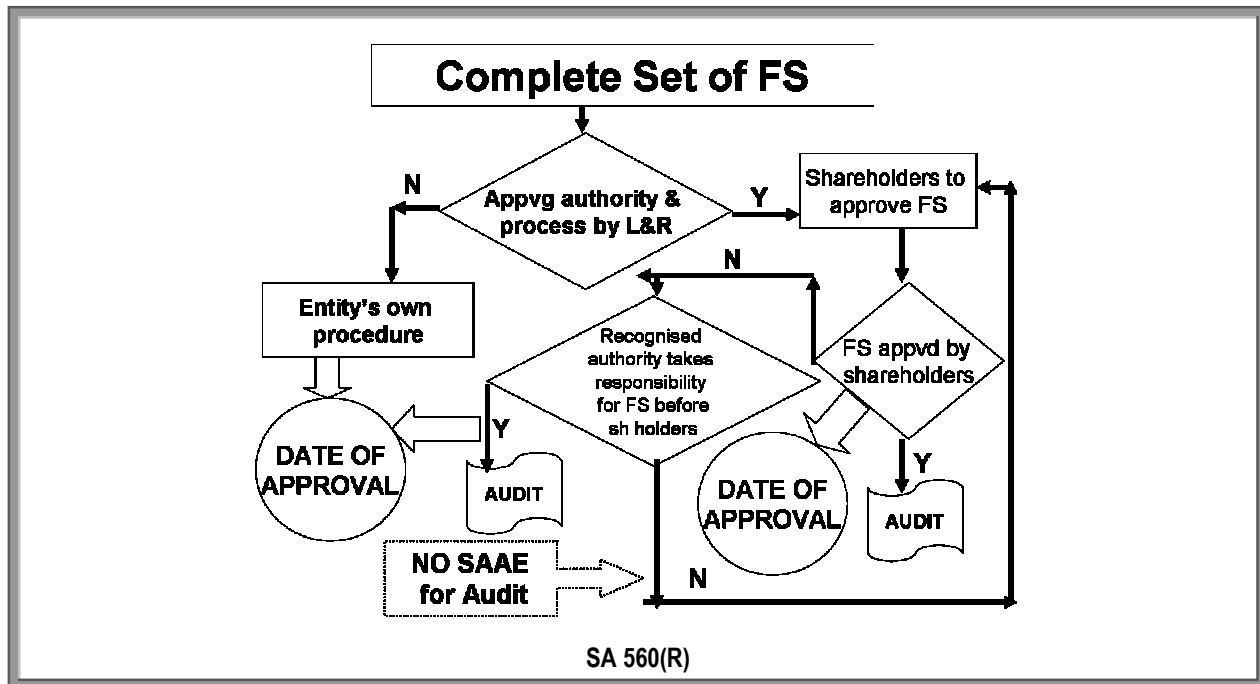 Complete Set of FS
N
Appvg authority &
process by L&R
Y
Shareholders to
approve FS
N
Entity's own
procedure
Recognised
authority takes
responsibility
for FS before
sh holders
FS appvd by
shareholders
Y
DATE OF
APPROVAL
AUDIT
DATE OF
APPROVAL
Y
AUDIT
NO SAAE
for Audit
N
SA 560(R)